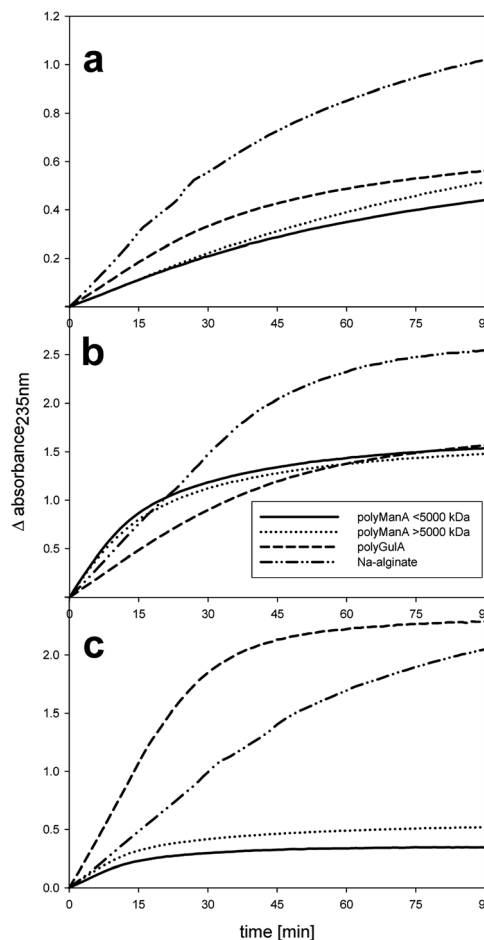 1.2
a
1.0
0.8
0.6
0.4
0.2
0 15 30 45 60 75 90
b
2.5
2.0
1.5
1.0
0.5
polyManA <5000 kDa
polyManA >5000 kDa
polyGulA
Na-alginate
Δ absorbance235nm
0 15 30 45 60 75 90
c
2.0
1.5
1.0
0.5
0.0
0 15 30 45 60 75 90
time [min]